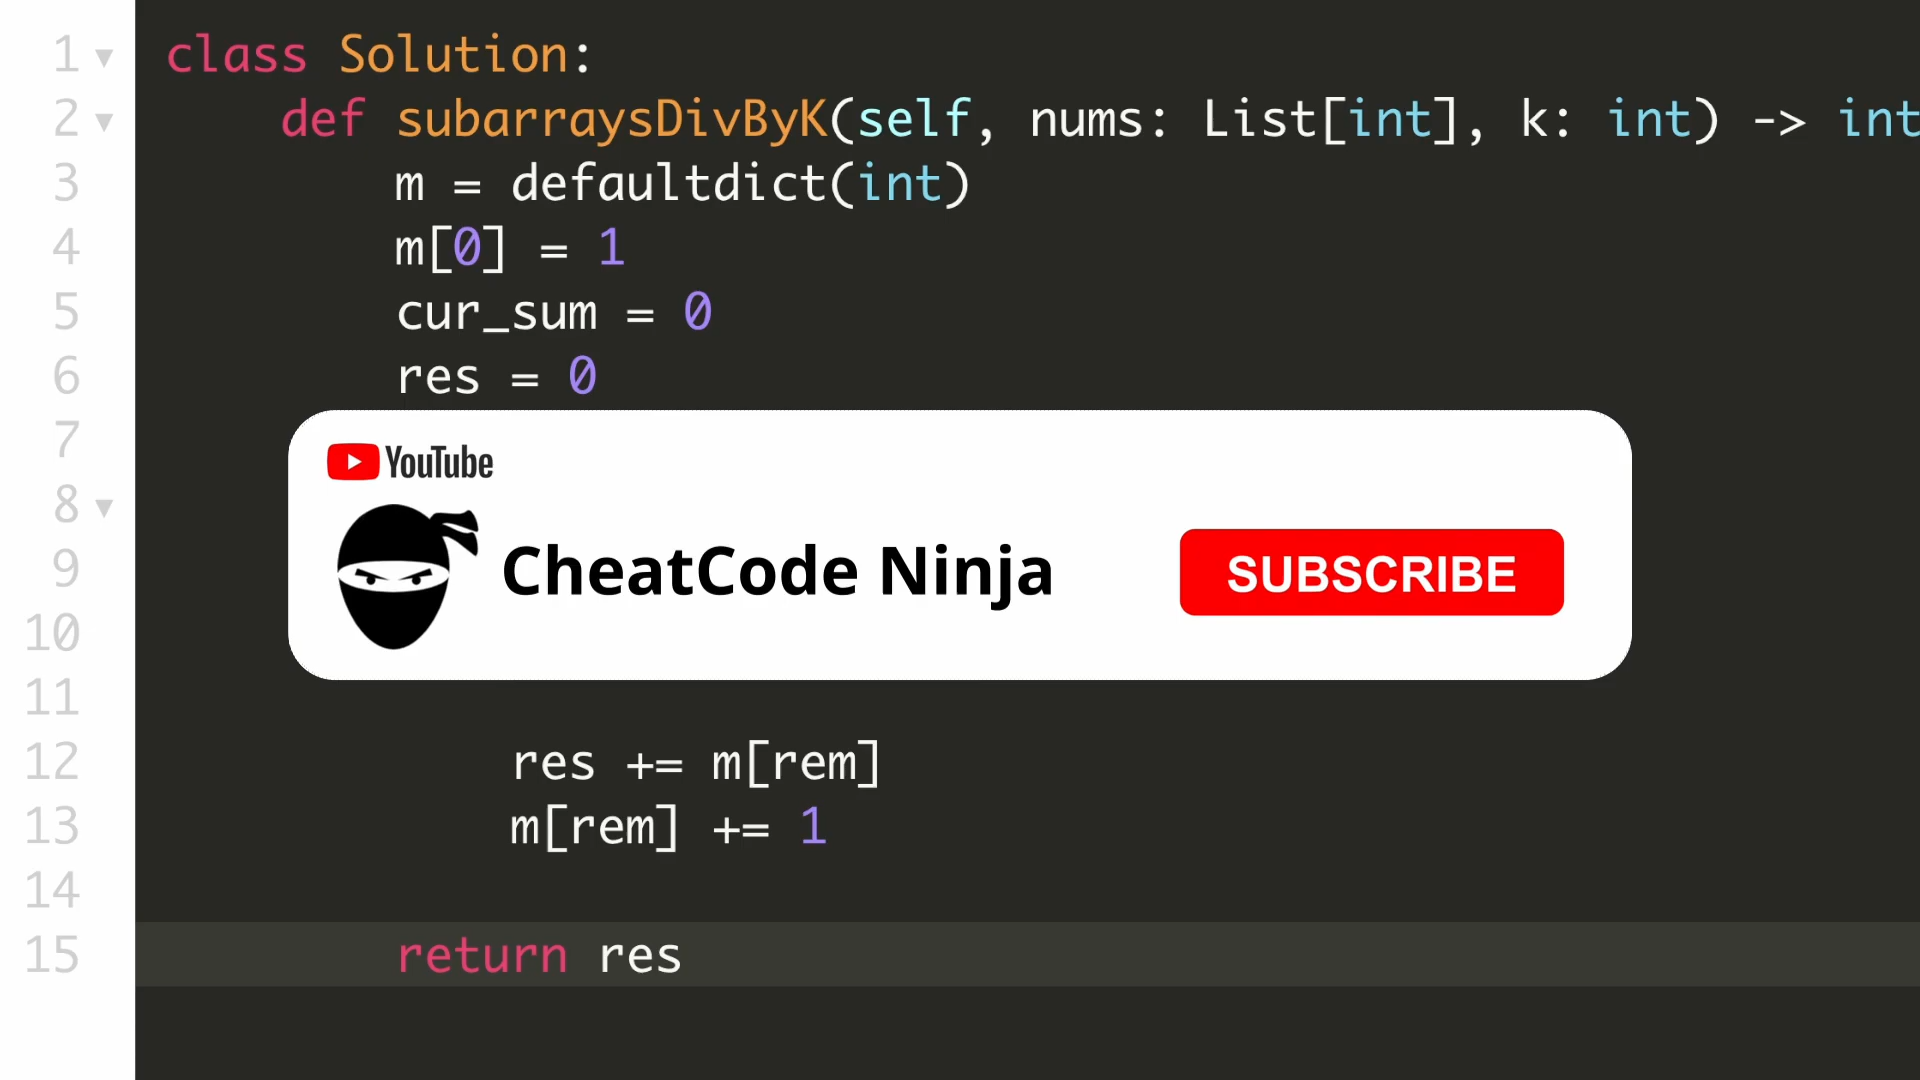 1 class Solution:
2 def subarraysDivByK(self, nums: List[int], k: int) -> int
3 m = defaultdict(int)
4 m[0] = 1
5 cur_sum = 0
6 res = 0
7
YouTube
8
9
CheatCode Ninja SUBSCRIBE
10
11
12 res += m[rem]
13 m[rem] += 1
14
15 return res